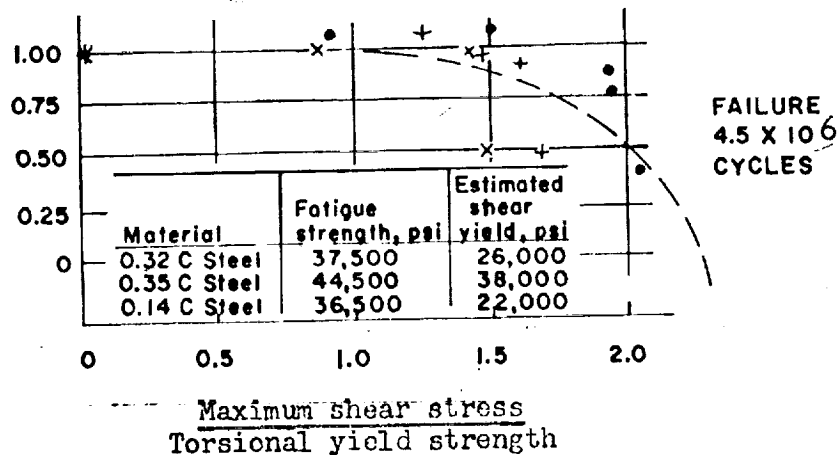 1.00
0.75
0.50
0.25
0
FAILURE
4.5 X 10⁶
CYCLES
Material Fatigue strength, psi Estimated shear yield, psi
0.32 C Steel 37,500 26,000
0.35 C Steel 44,500 38,000
0.14 C Steel 36,500 22,000
0 0.5 1.0 1.5 2.0
Maximum shear stress
Torsional yield strength